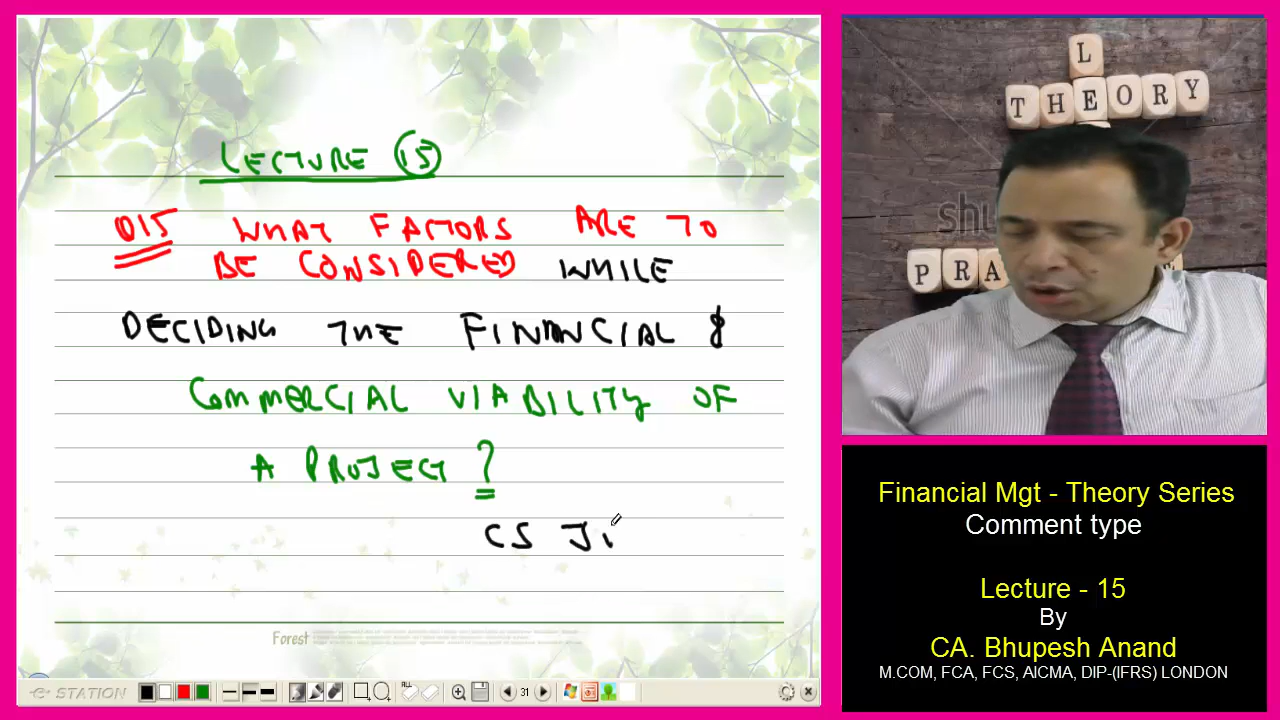 LECTURE 15
Q15 WHAT FACTORS ARE TO
BE CONSIDERED WHILE
DECIDING THE FINANCIAL &
COMMERCIAL VIABILITY OF
A PROJECT ?
CS
Forest
e-STATION
ALL
31
L
THEORY
shu
PRA E
Financial Mgt - Theory Series
Comment type
Lecture - 15
By
CA. Bhupesh Anand
M.COM, FCA, FCS, AICMA, DIP-(IFRS) LONDON